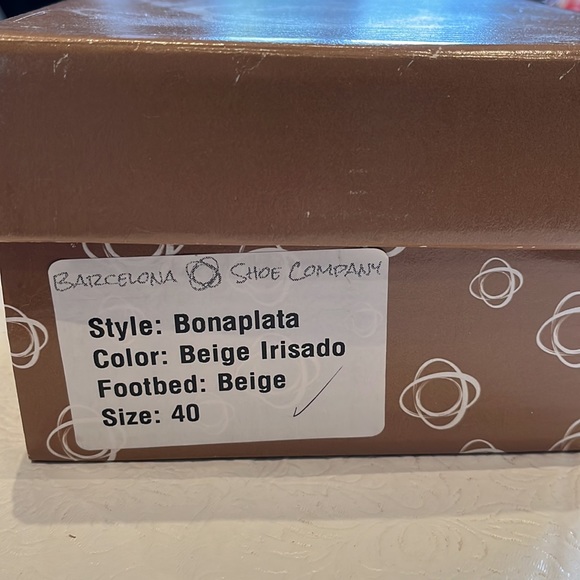 BARCELONA SHOE COMPANY
Style: Bonaplata
Color: Beige Irisado
Footbed: Beige
Size: 40